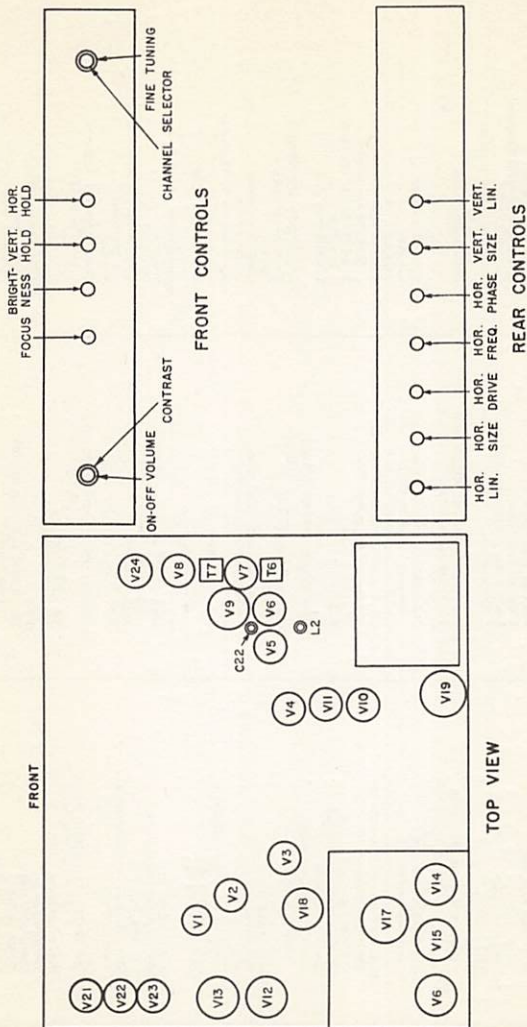 FRONT
V21
V22
V23
V1
V2
V13
V12
V18
V3
V17
V6
V15
V14
V24
V8
T7
V9
V7
C22
V5
V6
T6
L2
V4
V11
V10
V19
TOP VIEW
BRIGHT- VERT. HOR.
FOCUS NESS HOLD HOLD
ON-OFF VOLUME
CONTRAST
CHANNEL SELECTOR
FINE TUNING
FRONT CONTROLS
HOR. HOR. HOR. HOR. HOR. VERT. VERT.
LIN. SIZE DRIVE FREQ. PHASE SIZE LIN.
REAR CONTROLS